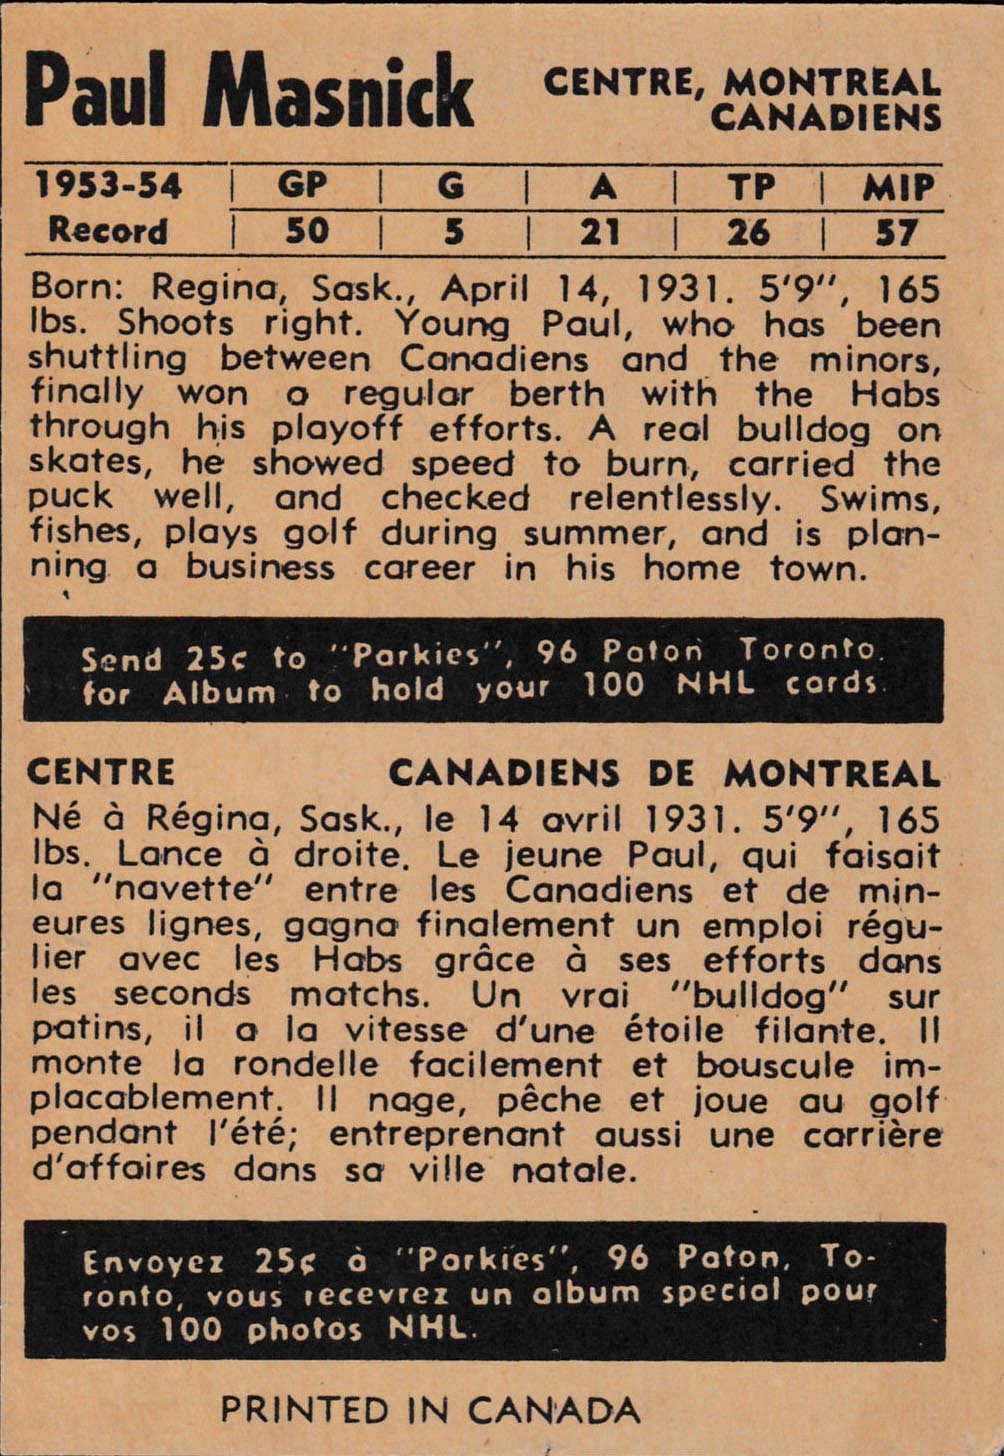 Paul Masnick CENTRE, MONTREAL
CANADIENS
1953-54 | GP | G | A | TP | MIP
Record | 50 | 5 | 21 | 26 | 57
Born: Regina, Sask., April 14, 1931. 5'9", 165
lbs. Shoots right. Young Paul, who has been
shuttling between Canadiens and the minors,
finally won a regular berth with the Habs
through his playoff efforts. A real bulldog on
skates, he showed speed to burn, carried the
puck well, and checked relentlessly. Swims,
fishes, plays golf during summer, and is plan-
ning a business career in his home town.
Send 25¢ to "Parkies", 96 Paton Toronto.
for Album to hold your 100 NHL cards.
CENTRE CANADIENS DE MONTREAL
Né à Régina, Sask., le 14 avril 1931. 5'9", 165
lbs. Lance à droite. Le jeune Paul, qui faisait
la "navette" entre les Canadiens et de min-
eures lignes, gagna finalement un emploi régu-
lier avec les Habs grâce à ses efforts dans
les seconds matchs. Un vrai "bulldog" sur
patins, il a la vitesse d'une étoile filante. Il
monte la rondelle facilement et bouscule im-
placablement. Il nage, pêche et joue au golf
pendant l'été; entreprenant aussi une carrière
d'affaires dans sa ville natale.
Envoyez 25¢ à "Parkies", 96 Paton, To-
ronto, vous recevrez un album special pour
vos 100 photos NHL.
PRINTED IN CANADA